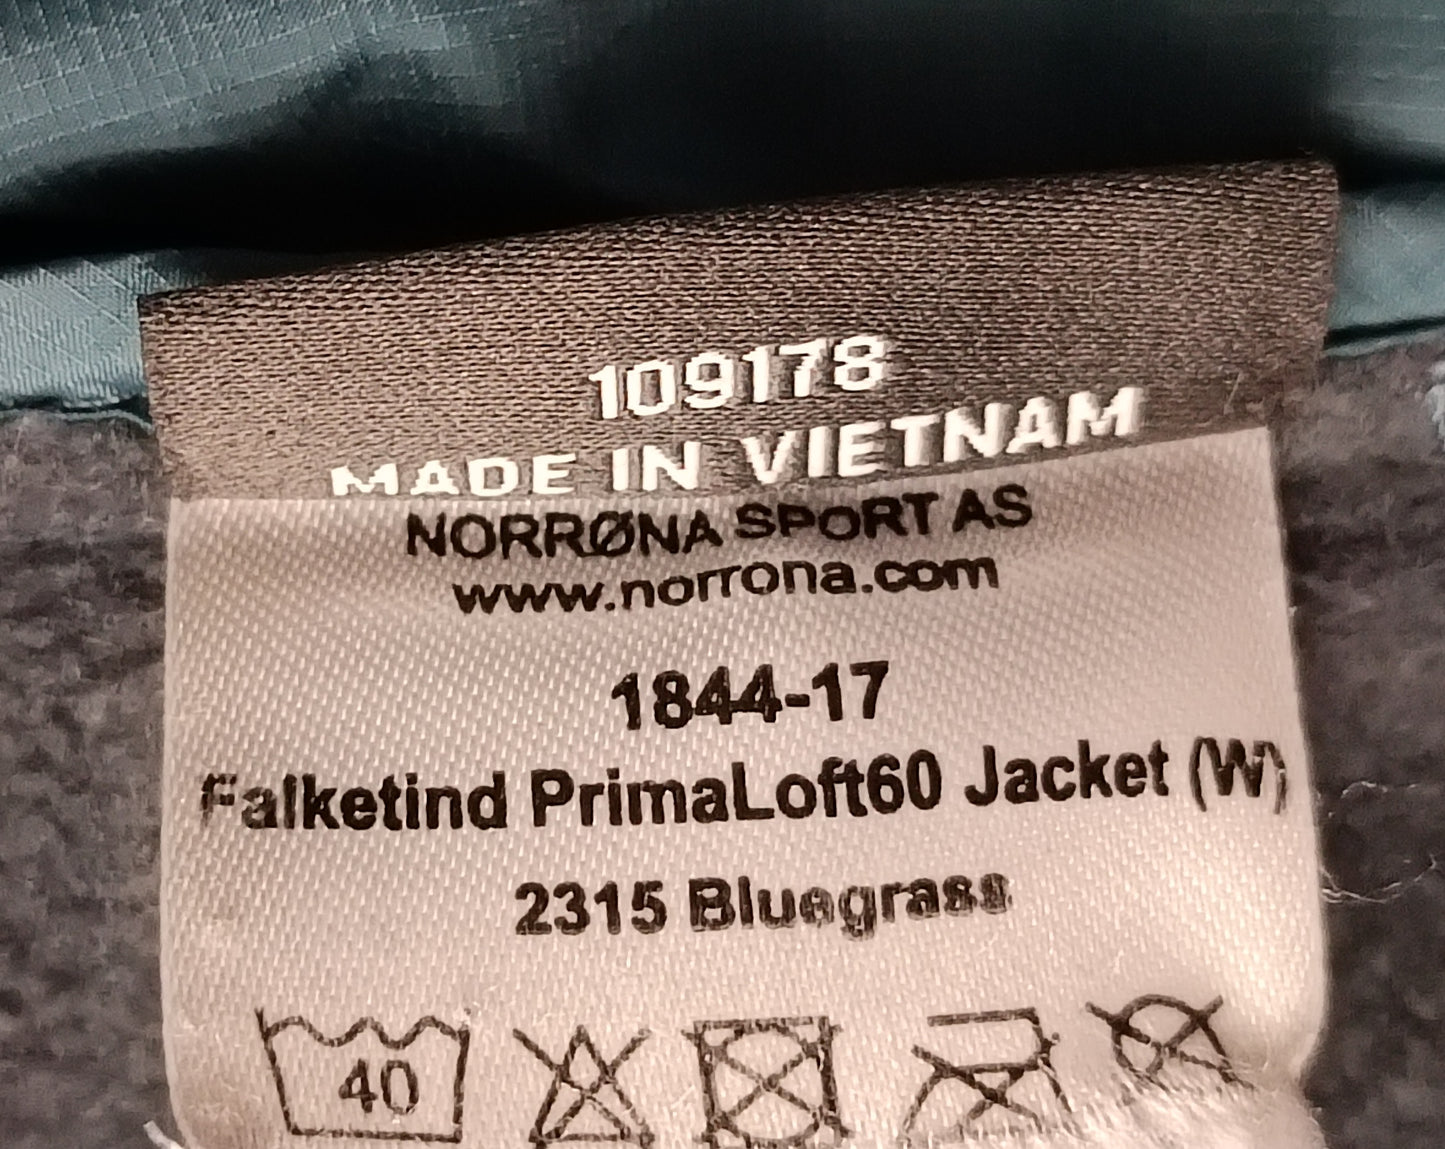 109178
MADE IN VIETNAM
NORRØNA SPORT AS
www.norrona.com
1844-17
Falketind PrimaLoft60 Jacket (W)
2315 Bluegrass
40